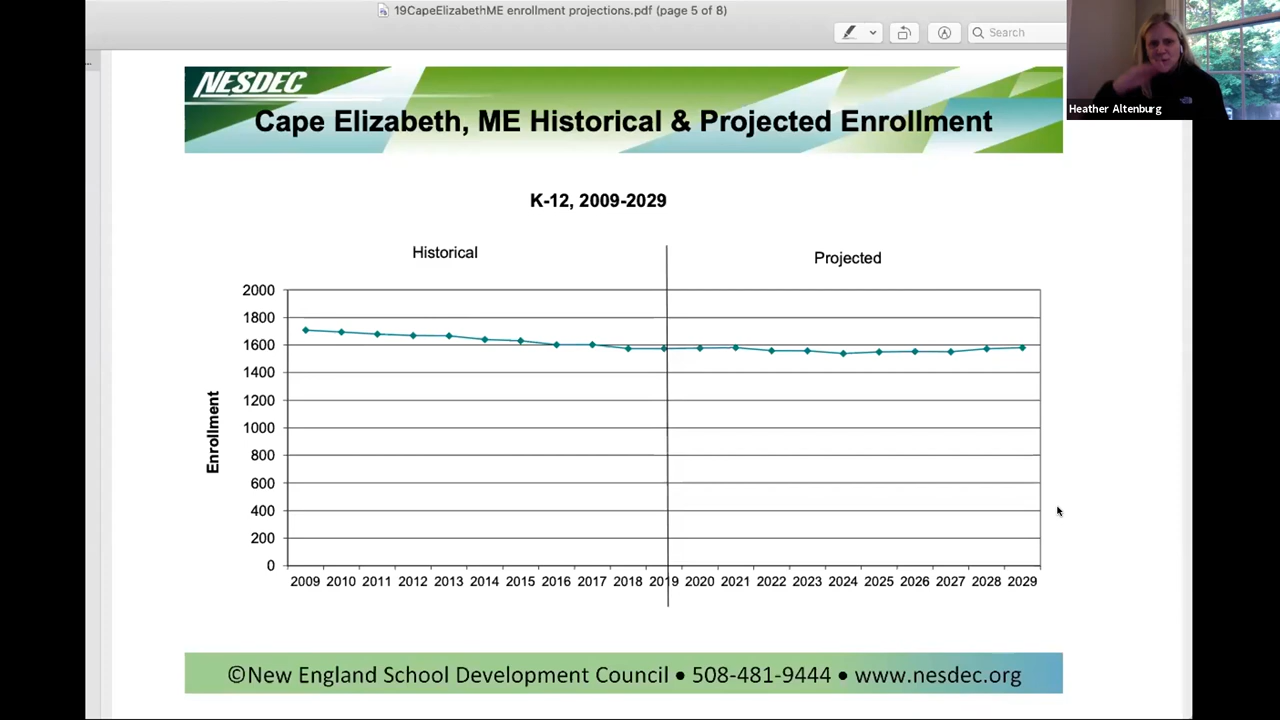 19CapeElizabethME enrollment projections.pdf (page 5 of 8)
Search
Heather Altenburg
...
NESDEC
Cape Elizabeth, ME Historical & Projected Enrollment
K-12, 2009-2029
Historical
Projected
2000
1800
1600
1400
1200
1000
800
600
400
200
0
Enrollment
2009 2010 2011 2012 2013 2014 2015 2016 2017 2018 2019 2020 2021 2022 2023 2024 2025 2026 2027 2028 2029
©New England School Development Council • 508-481-9444 • www.nesdec.org